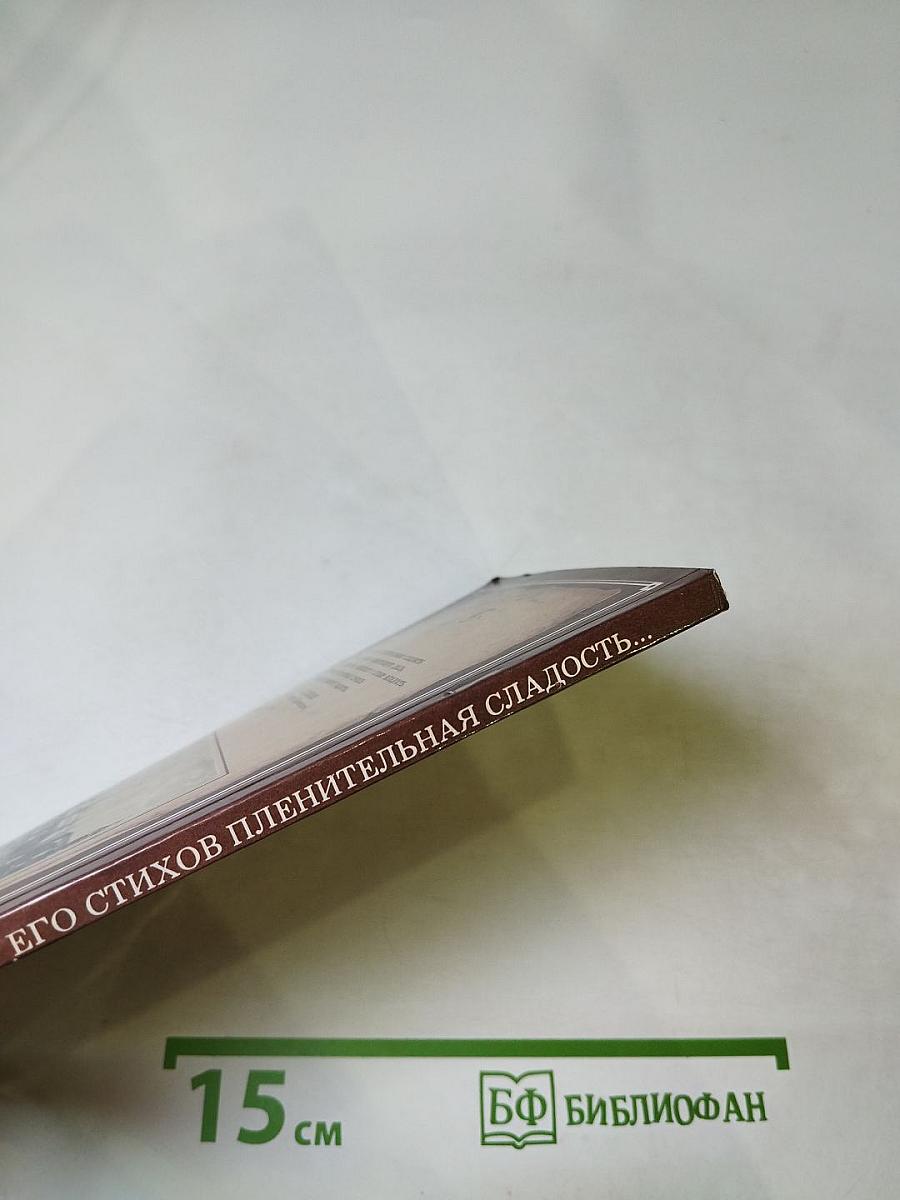 ЕГО СТИХОВ ПЛЕНИТЕЛЬНАЯ СЛАДОСТЬ...
15 см
БФ БИБЛИОФАН